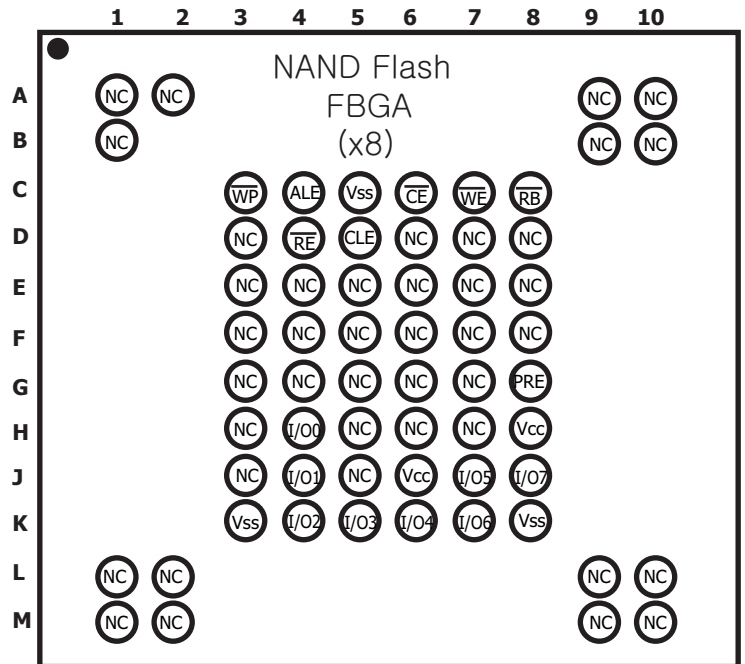 1 2 3 4 5 6 7 8 9 10
NAND Flash
FBGA
(x8)
A NC NC NC NC
B NC NC NC
C WP ALE Vss CE WE RB
D NC RE CLE NC NC NC
E NC NC NC NC NC NC
F NC NC NC NC NC NC
G NC NC NC NC NC PRE
H NC I/O0 NC NC NC Vcc
J NC I/O1 NC Vcc I/O5 I/O7
K Vss I/O2 I/O3 I/O4 I/O6 Vss
L NC NC NC NC
M NC NC NC NC